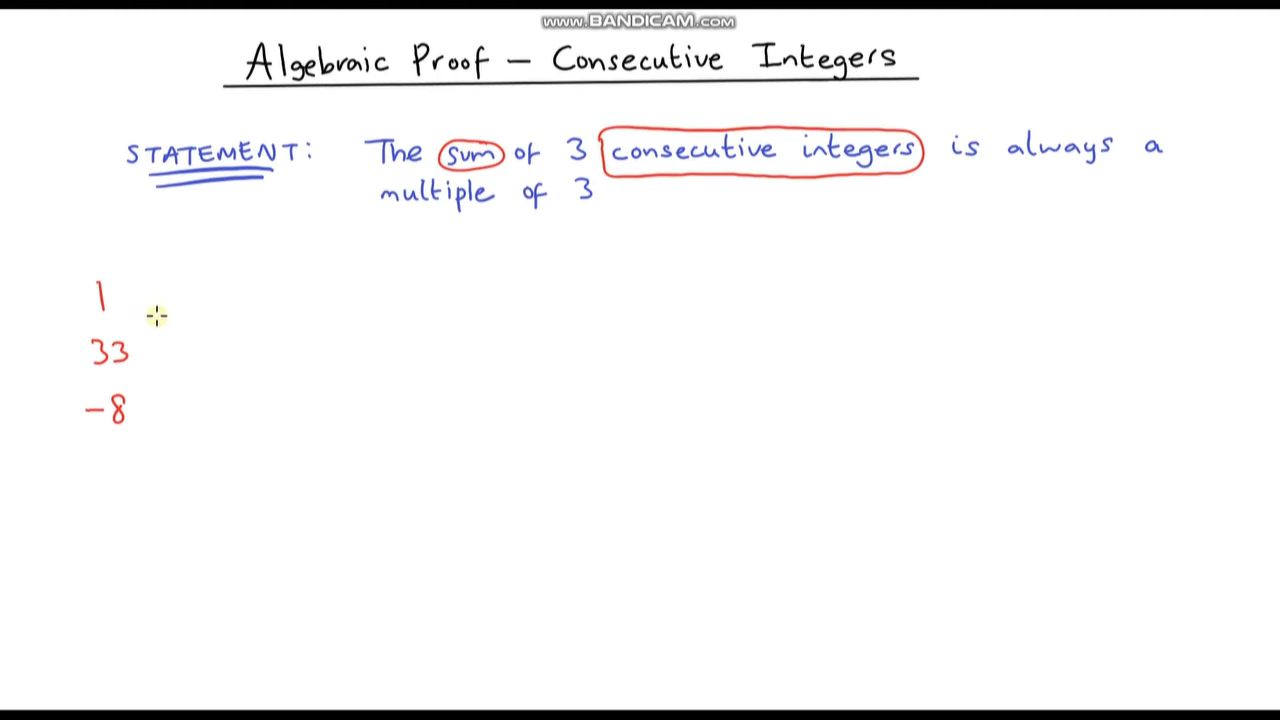 www.BANDICAM.com
Algebraic Proof – Consecutive Integers
STATEMENT: The sum of 3 consecutive integers is always a
multiple of 3
1
33
-8